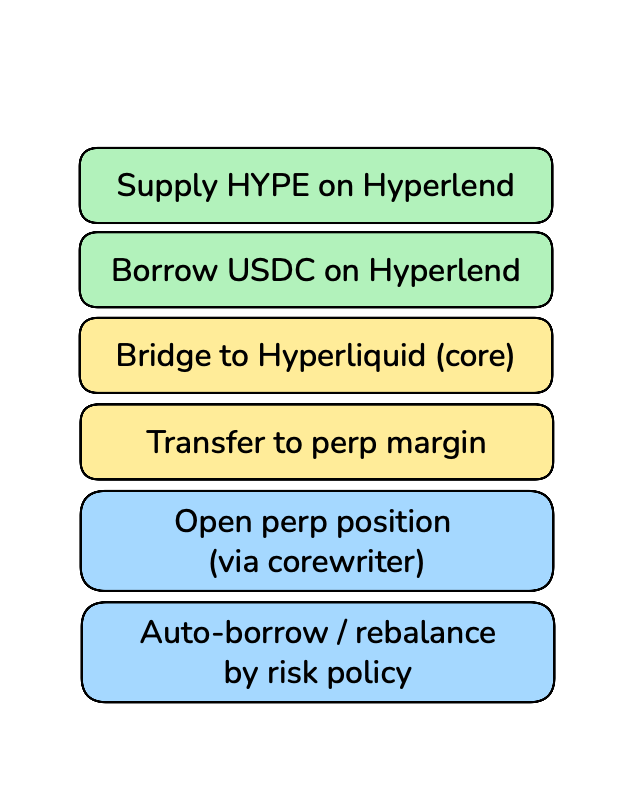 Supply HYPE on Hyperlend
Borrow USDC on Hyperlend
Bridge to Hyperliquid (core)
Transfer to perp margin
Open perp position
(via corewriter)
Auto-borrow / rebalance
by risk policy